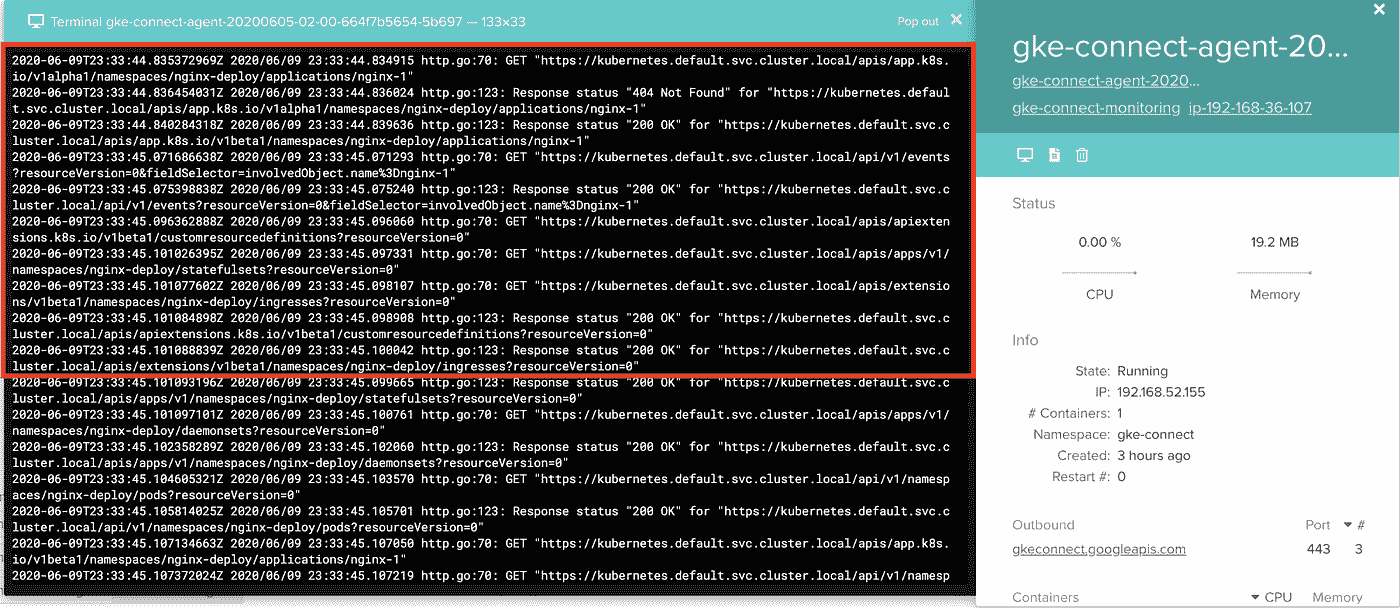 Terminal gke-connect-agent-20200605-02-00-664f7b5654-5b697 — 133×33
Pop out ×
2020-06-09T23:33:44.835372969Z 2020/06/09 23:33:44.834915 http.go:70: GET "https://kubernetes.default.svc.cluster.local/apis/app.k8s.
io/v1alpha1/namespaces/nginx-deploy/applications/nginx-1"
2020-06-09T23:33:44.836454031Z 2020/06/09 23:33:44.836024 http.go:123: Response status "404 Not Found" for "https://kubernetes.defaul
t.svc.cluster.local/apis/app.k8s.io/v1alpha1/namespaces/nginx-deploy/applications/nginx-1"
2020-06-09T23:33:44.840284318Z 2020/06/09 23:33:44.839636 http.go:123: Response status "200 OK" for "https://kubernetes.default.svc.c
luster.local/apis/app.k8s.io/v1beta1/namespaces/nginx-deploy/applications/nginx-1"
2020-06-09T23:33:45.071686638Z 2020/06/09 23:33:45.071293 http.go:70: GET "https://kubernetes.default.svc.cluster.local/api/v1/events
?resourceVersion=0&fieldSelector=involvedObject.name%3Dnginx-1"
2020-06-09T23:33:45.075398838Z 2020/06/09 23:33:45.075240 http.go:123: Response status "200 OK" for "https://kubernetes.default.svc.c
luster.local/api/v1/events?resourceVersion=0&fieldSelector=involvedObject.name%3Dnginx-1"
2020-06-09T23:33:45.096362888Z 2020/06/09 23:33:45.096060 http.go:70: GET "https://kubernetes.default.svc.cluster.local/apis/apiexten
sions.k8s.io/v1beta1/customresourcedefinitions?resourceVersion=0"
2020-06-09T23:33:45.101026395Z 2020/06/09 23:33:45.097331 http.go:70: GET "https://kubernetes.default.svc.cluster.local/apis/apps/v1/
namespaces/nginx-deploy/statefulsets?resourceVersion=0"
2020-06-09T23:33:45.101077602Z 2020/06/09 23:33:45.098107 http.go:70: GET "https://kubernetes.default.svc.cluster.local/apis/extensio
ns/v1beta1/namespaces/nginx-deploy/ingresses?resourceVersion=0"
2020-06-09T23:33:45.101084898Z 2020/06/09 23:33:45.098908 http.go:123: Response status "200 OK" for "https://kubernetes.default.svc.c
luster.local/apis/apiextensions.k8s.io/v1beta1/customresourcedefinitions?resourceVersion=0"
2020-06-09T23:33:45.101088839Z 2020/06/09 23:33:45.100042 http.go:123: Response status "200 OK" for "https://kubernetes.default.svc.c
luster.local/apis/extensions/v1beta1/namespaces/nginx-deploy/ingresses?resourceVersion=0"
2020-06-09T23:33:45.101093196Z 2020/06/09 23:33:45.099665 http.go:123: Response status "200 OK" for "https://kubernetes.default.svc.c
luster.local/apis/apps/v1/namespaces/nginx-deploy/statefulsets?resourceVersion=0"
2020-06-09T23:33:45.101097101Z 2020/06/09 23:33:45.100761 http.go:70: GET "https://kubernetes.default.svc.cluster.local/apis/apps/v1/
namespaces/nginx-deploy/daemonsets?resourceVersion=0"
2020-06-09T23:33:45.102358289Z 2020/06/09 23:33:45.102060 http.go:123: Response status "200 OK" for "https://kubernetes.default.svc.c
luster.local/apis/apps/v1/namespaces/nginx-deploy/daemonsets?resourceVersion=0"
2020-06-09T23:33:45.104605321Z 2020/06/09 23:33:45.103570 http.go:70: GET "https://kubernetes.default.svc.cluster.local/api/v1/namesp
aces/nginx-deploy/pods?resourceVersion=0"
2020-06-09T23:33:45.105814025Z 2020/06/09 23:33:45.105701 http.go:123: Response status "200 OK" for "https://kubernetes.default.svc.c
luster.local/api/v1/namespaces/nginx-deploy/pods?resourceVersion=0"
2020-06-09T23:33:45.107134663Z 2020/06/09 23:33:45.107050 http.go:70: GET "https://kubernetes.default.svc.cluster.local/apis/app.k8s.
io/v1beta1/namespaces/nginx-deploy/applications/nginx-1"
2020-06-09T23:33:45.107372024Z 2020/06/09 23:33:45.107219 http.go:70: GET "https://kubernetes.default.svc.cluster.local/api/v1/namesp
gke-connect-agent-20...
gke-connect-agent-2020...
gke-connect-monitoring ip-192-168-36-107
Status
0.00 % 19.2 MB
CPU Memory
Info
State: Running
IP: 192.168.52.155
# Containers: 1
Namespace: gke-connect
Created: 3 hours ago
Restart #: 0
Outbound Port #
gkeconnect.googleapis.com 443 3
Containers CPU Memory